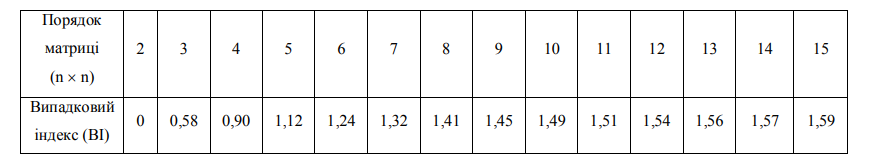 Порядок
матриці
(n × n)
2 3 4 5 6 7 8 9 10 11 12 13 14 15
Випадковий
індекс (ВІ)
0 0,58 0,90 1,12 1,24 1,32 1,41 1,45 1,49 1,51 1,54 1,56 1,57 1,59